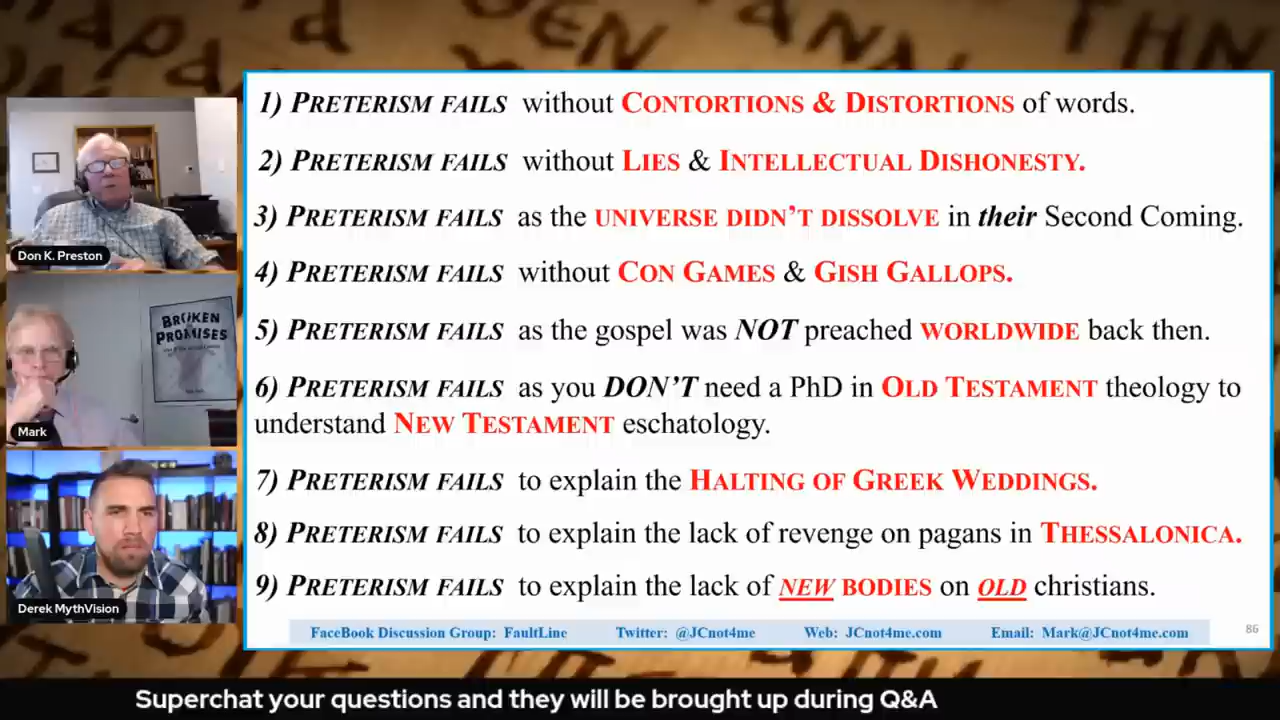 1) PRETERISM FAILS without CONTORTIONS & DISTORTIONS of words.
2) PRETERISM FAILS without LIES & INTELLECTUAL DISHONESTY.
3) PRETERISM FAILS as the UNIVERSE DIDN'T DISSOLVE in their Second Coming.
4) PRETERISM FAILS without CON GAMES & GISH GALLOPS.
5) PRETERISM FAILS as the gospel was NOT preached WORLDWIDE back then.
6) PRETERISM FAILS as you DON'T need a PhD in OLD TESTAMENT theology to
understand NEW TESTAMENT eschatology.
7) PRETERISM FAILS to explain the HALTING OF GREEK WEDDINGS.
8) PRETERISM FAILS to explain the lack of revenge on pagans in THESSALONICA.
9) PRETERISM FAILS to explain the lack of NEW BODIES on OLD christians.
FaceBook Discussion Group: FaultLine Twitter: @JCnot4me Web: JCnot4me.com Email: Mark@JCnot4me.com
86
Don K. Preston
BROKEN
PROMISES
Mark
Derek MythVision
Superchat your questions and they will be brought up during Q&A